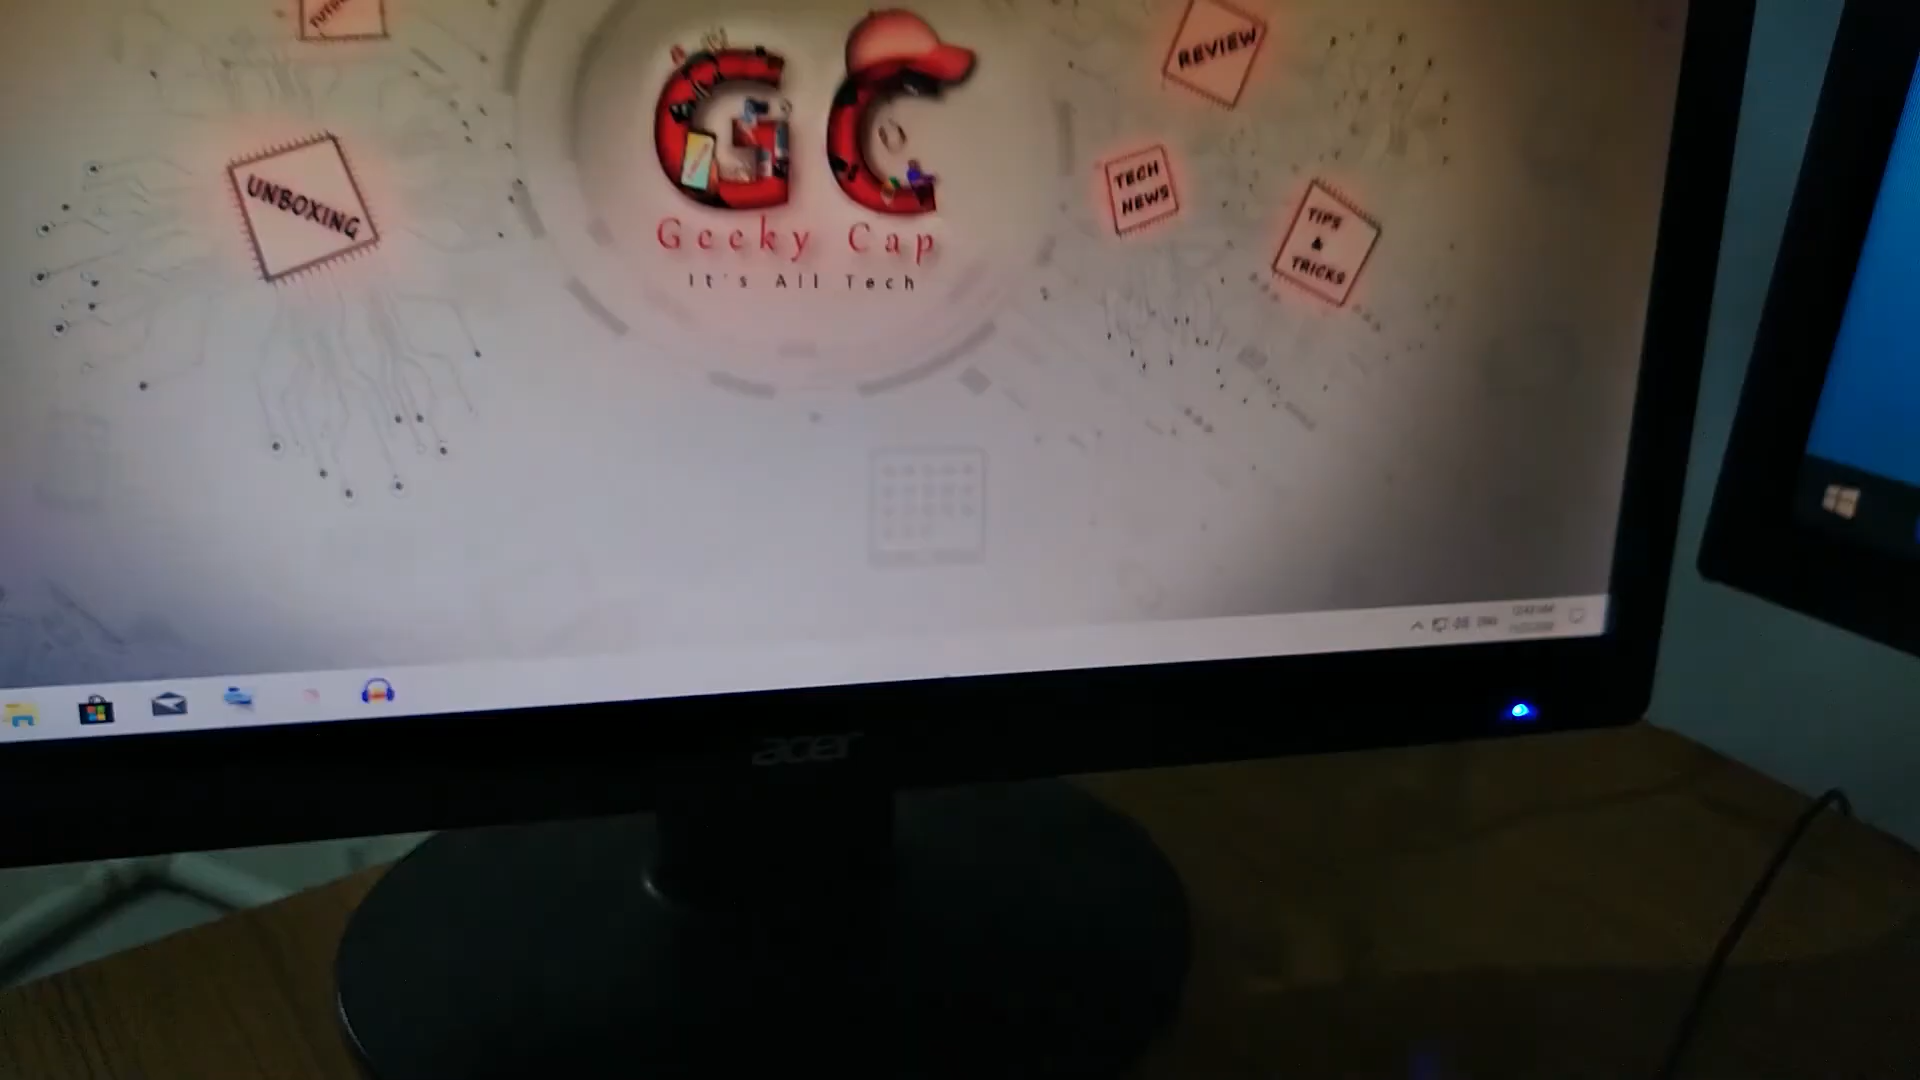 REVIEW
UNBOXING
GC
TECH
NEWS
TIPS
&
TRICKS
Geeky Cap
It's All Tech
acer